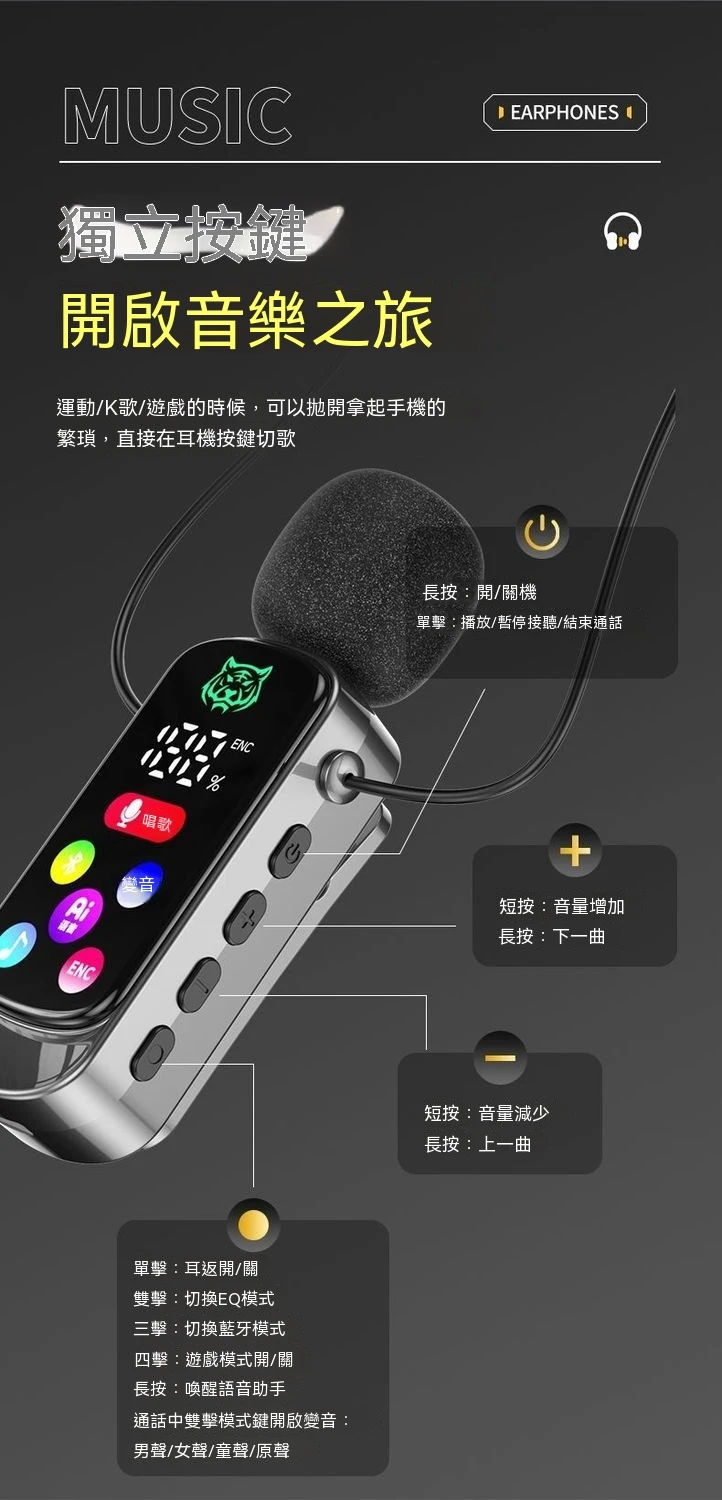 MUSIC
EARPHONES
獨立按鍵
開啟音樂之旅
運動/K歌/遊戲的時候，可以拋開拿起手機的
繁瑣，直接在耳機按鍵切歌
長按：開/關機
單擊：播放/暫停接聽/結束通話
ENC
%
唱歌
變音
Ai
ENC
短按：音量增加
長按：下一曲
短按：音量減少
長按：上一曲
單擊：耳返開/關
雙擊：切換EQ模式
三擊：切換藍牙模式
四擊：遊戲模式開/關
長按：喚醒語音助手
通話中雙擊模式鍵開啟變音：
男聲/女聲/童聲/原聲